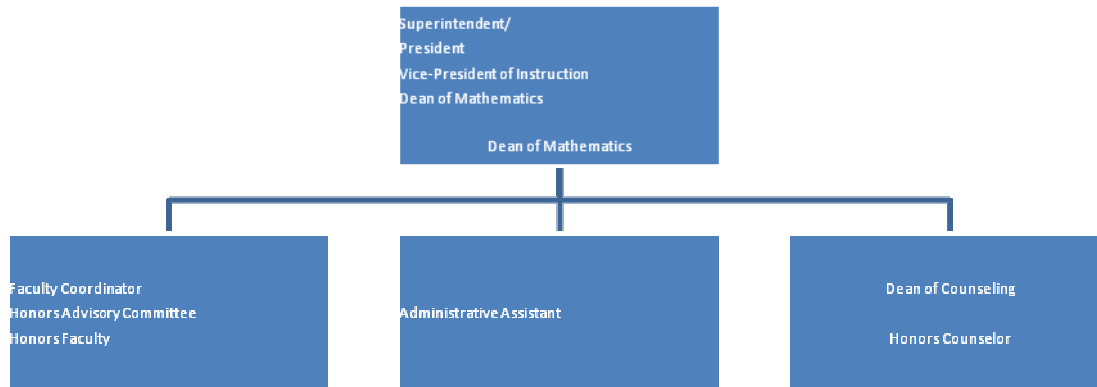 Superintendent/
President
Vice-President of Instruction
Dean of Mathematics
Dean of Mathematics
Faculty Coordinator
Honors Advisory Committee
Honors Faculty
Administrative Assistant
Dean of Counseling
Honors Counselor